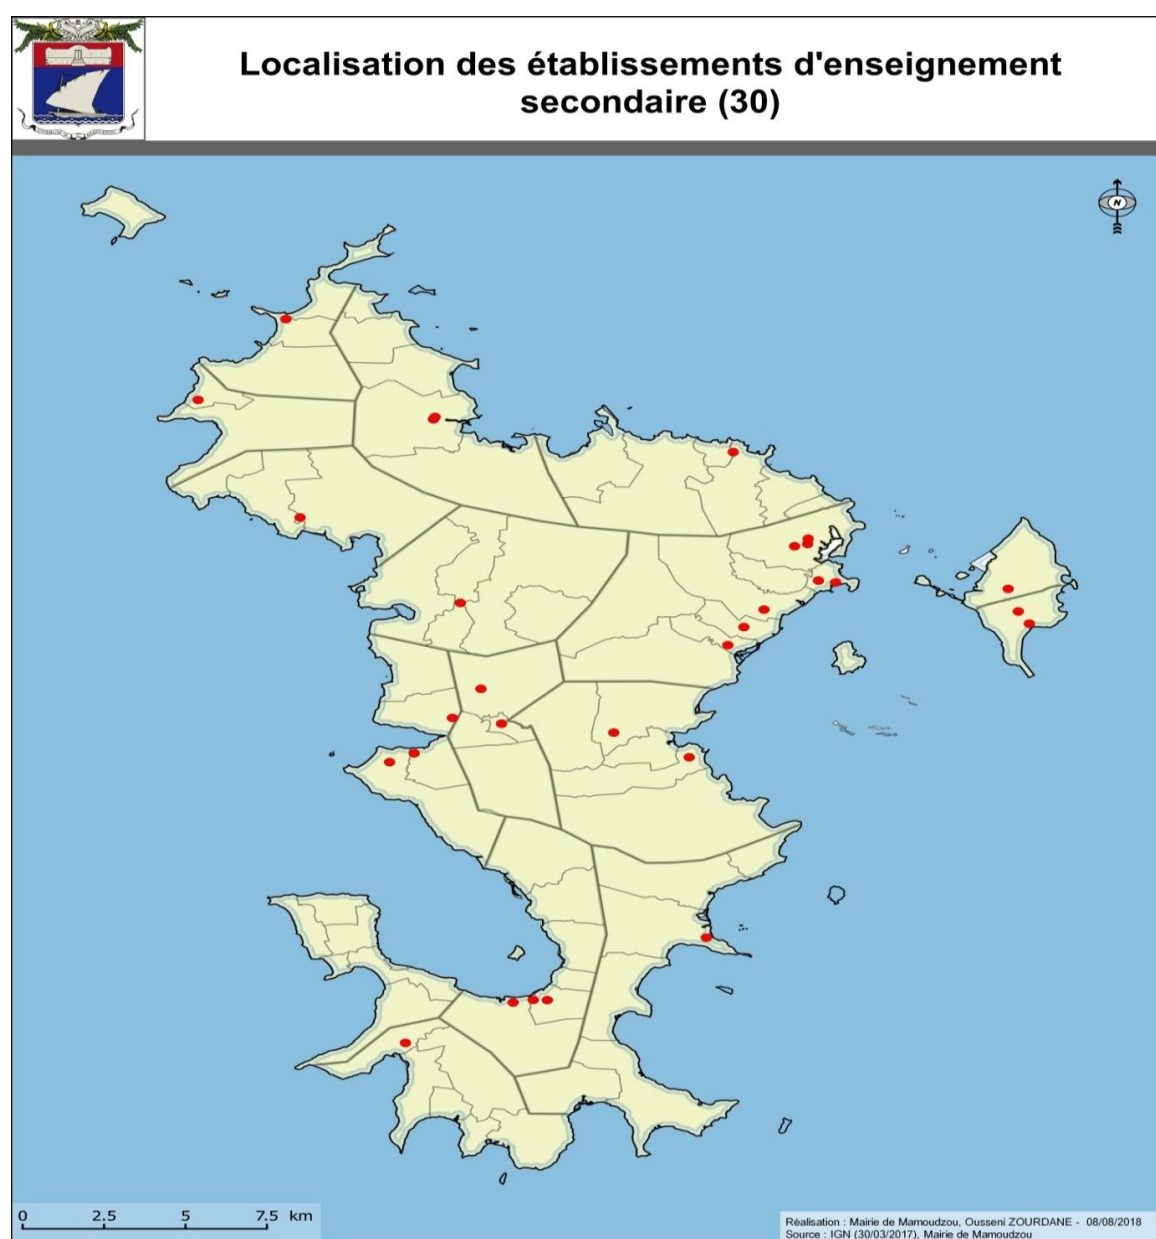 Localisation des établissements d'enseignement
secondaire (30)
N
0 2.5 5 7.5 km
Réalisation : Mairie de Mamoudzou, Ousseni ZOURDANE - 08/08/2018
Source : IGN (30/03/2017), Mairie de Mamoudzou